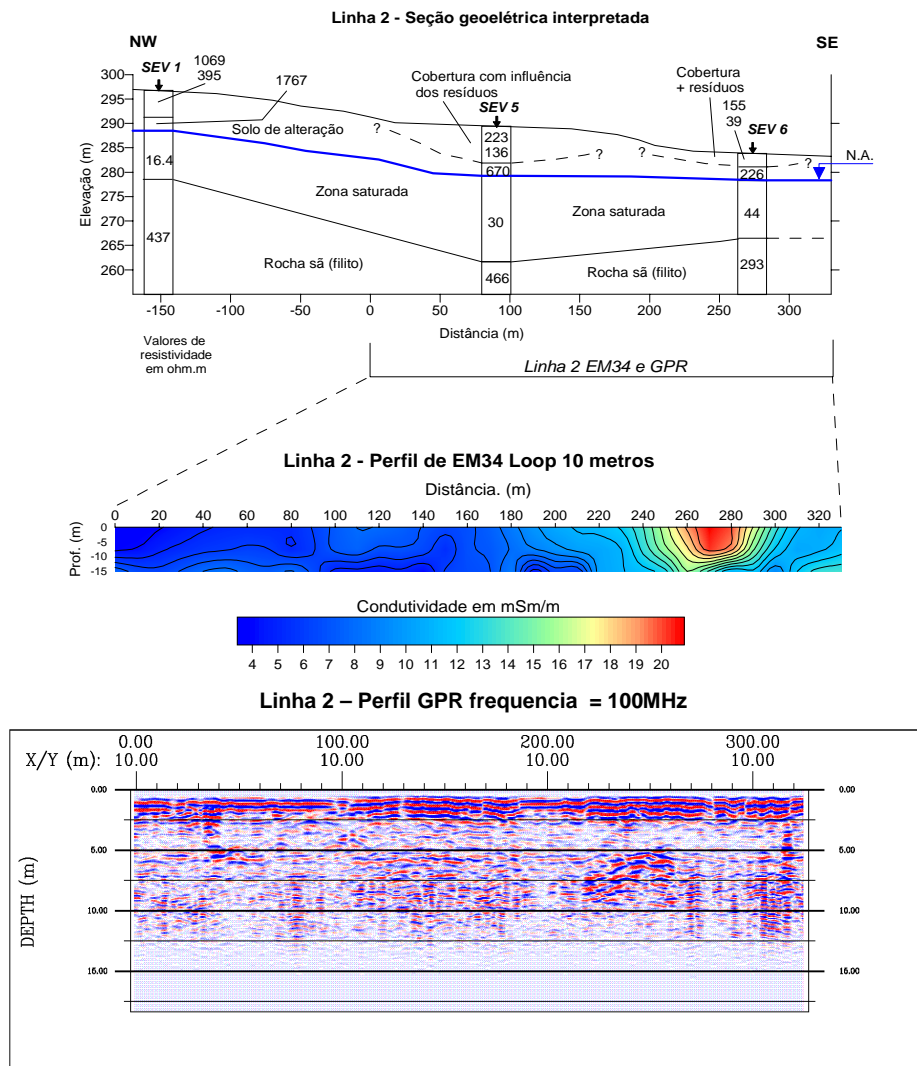 Linha 2 - Seção geoelétrica interpretada
NW
SE
SEV 1
1069
395
1767
Cobertura com influência
dos resíduos
SEV 5
Cobertura
+ resíduos
155
39
SEV 6
Elevação (m)
300
295
290
285
280
275
270
265
260
Solo de alteração
?
223
136
670
?
?
226
?
N.A.
16.4
Zona saturada
30
Zona saturada
44
437
Rocha sã (filito)
466
Rocha sã (filito)
293
-150 -100 -50 0 50 100 150 200 250 300
Distância (m)
Valores de
resistividade
em ohm.m
Linha 2 EM34 e GPR
Linha 2 - Perfil de EM34 Loop 10 metros
Distância. (m)
0 20 40 60 80 100 120 140 160 180 200 220 240 260 280 300 320
Prof. (m)
0
-5
-10
-15
Condutividade em mSm/m
4 5 6 7 8 9 10 11 12 13 14 15 16 17 18 19 20
Linha 2 – Perfil GPR frequencia = 100MHz
0.00 100.00 200.00 300.00
X/Y (m): 10.00 10.00 10.00 10.00
DEPTH (m)
0.00 0.00
5.00 5.00
10.00 10.00
15.00 15.00